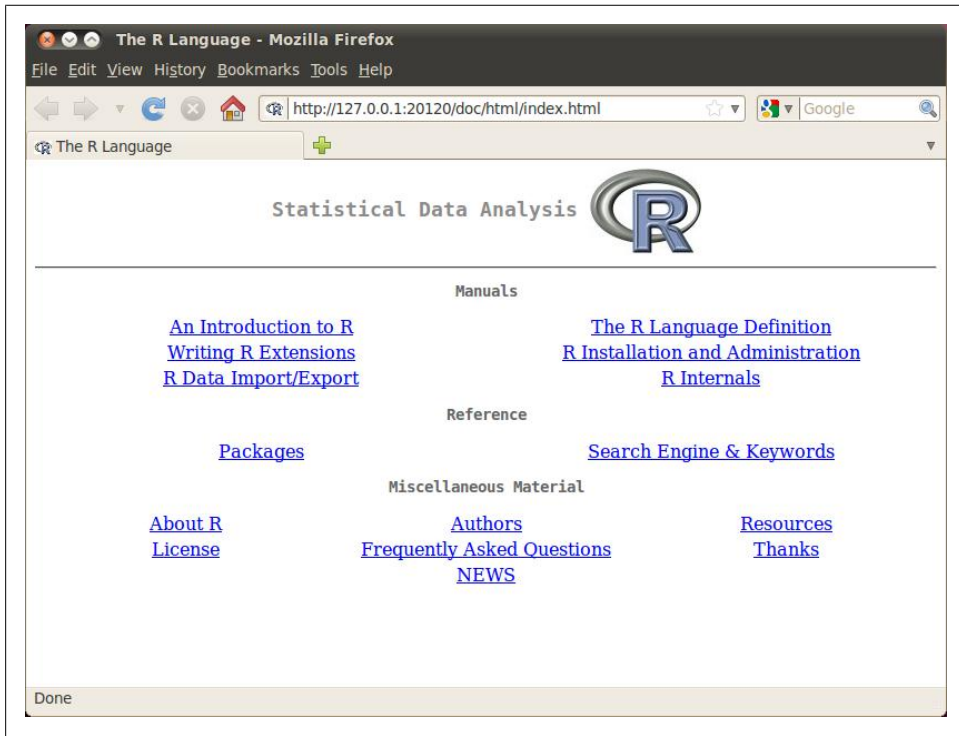 The R Language - Mozilla Firefox
File Edit View History Bookmarks Tools Help
http://127.0.0.1:20120/doc/html/index.html Google
The R Language
Statistical Data Analysis R
Manuals
An Introduction to R The R Language Definition
Writing R Extensions R Installation and Administration
R Data Import/Export R Internals
Reference
Packages Search Engine & Keywords
Miscellaneous Material
About R Authors Resources
License Frequently Asked Questions Thanks
NEWS
Done